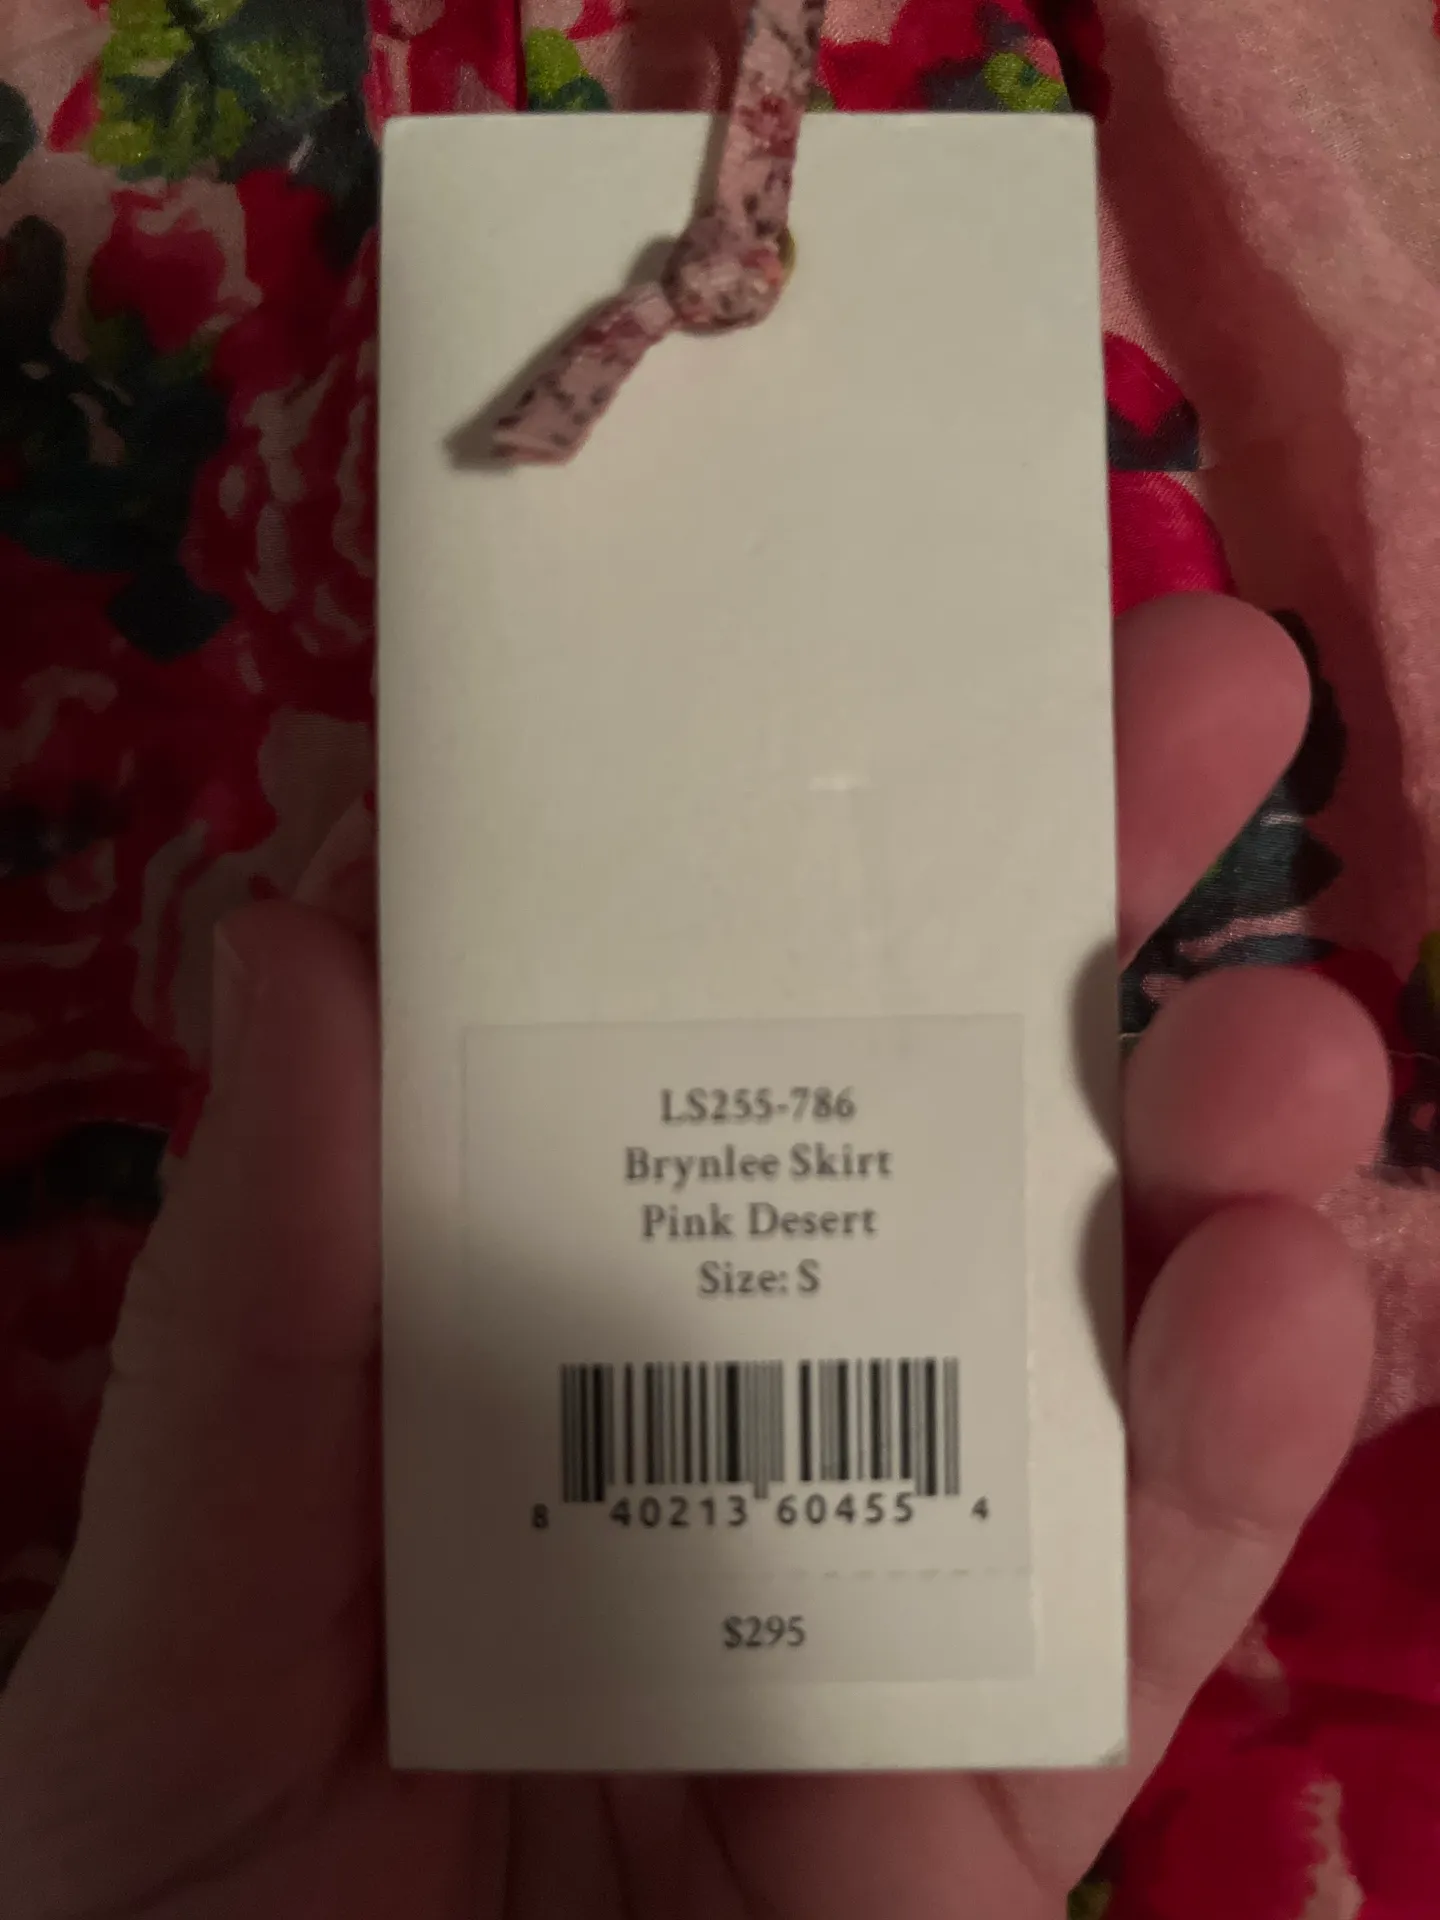 LS255-786
Brynlee Skirt
Pink Desert
Size: S
8 40213 60455 4
$295